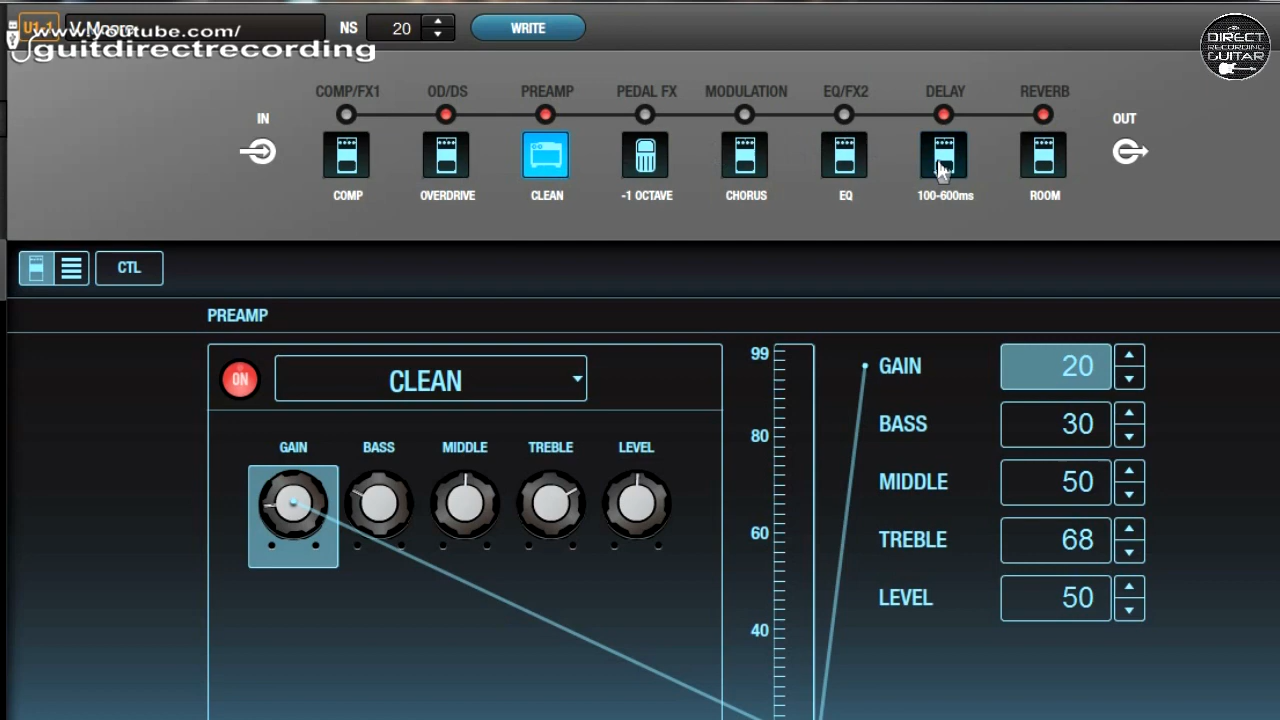 U1-1 V.Moore NS 20 WRITE
www.youtube.com/
guitdirectrecording
DIRECT
RECORDING
GUITAR
COMP/FX1 OD/DS PREAMP PEDAL FX MODULATION EQ/FX2 DELAY REVERB
IN OUT
COMP OVERDRIVE CLEAN -1 OCTAVE CHORUS EQ 100-600ms ROOM
CTL
PREAMP
ON CLEAN
GAIN BASS MIDDLE TREBLE LEVEL
99
80
60
40
GAIN 20
BASS 30
MIDDLE 50
TREBLE 68
LEVEL 50